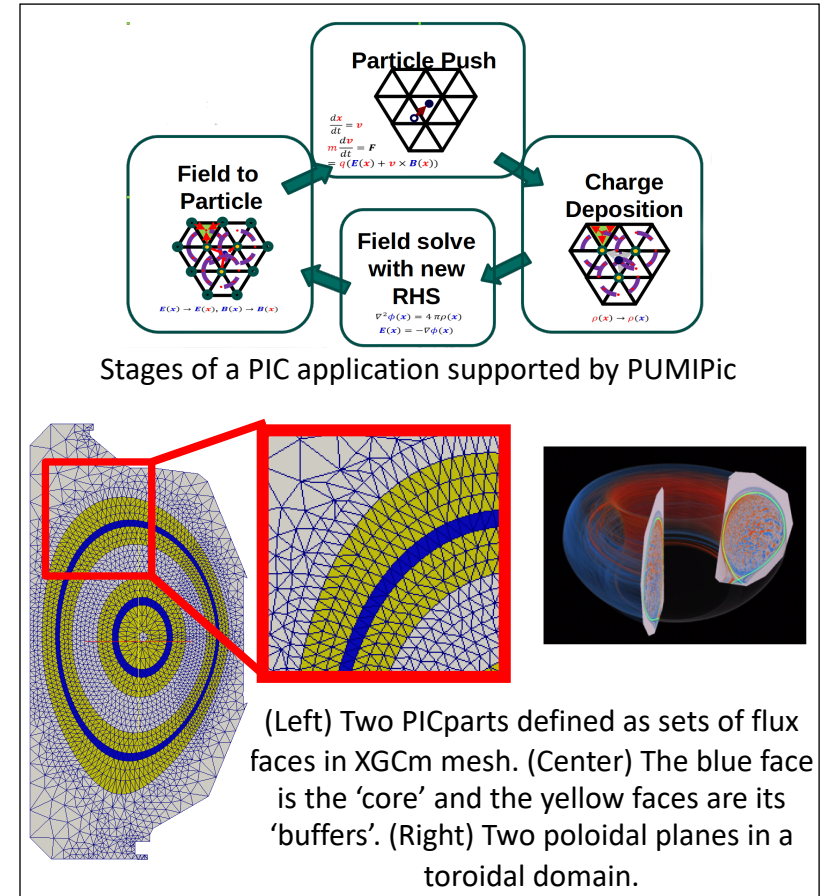 Particle Push
dx/dt = v
m dv/dt = F
= q(E(x) + v × B(x))
Field to
Particle
E(x) → E(x), B(x) → B(x)
Charge
Deposition
ρ(x) → ρ(x)
Field solve
with new
RHS
∇²ϕ(x) = 4 πρ(x)
E(x) = −∇ϕ(x)
Stages of a PIC application supported by PUMIPic
(Left) Two PICparts defined as sets of flux
faces in XGCm mesh. (Center) The blue face
is the ‘core’ and the yellow faces are its
‘buffers’. (Right) Two poloidal planes in a
toroidal domain.